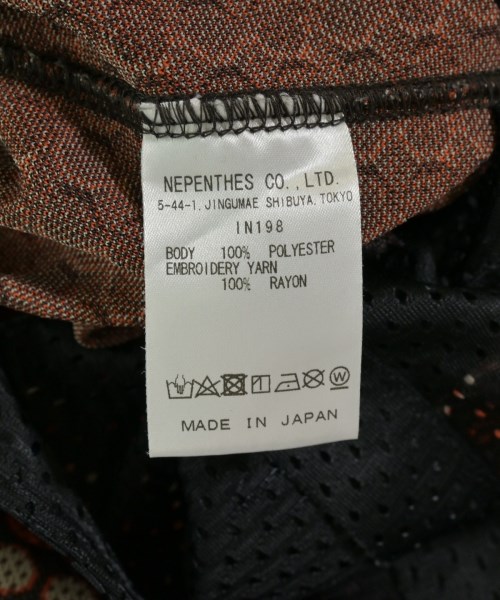 NEPENTHES CO.,LTD.
5-44-1, JINGUMAE SHIBUYA, TOKYO
IN198
BODY 100% POLYESTER
EMBROIDERY YARN
100% RAYON
MADE IN JAPAN